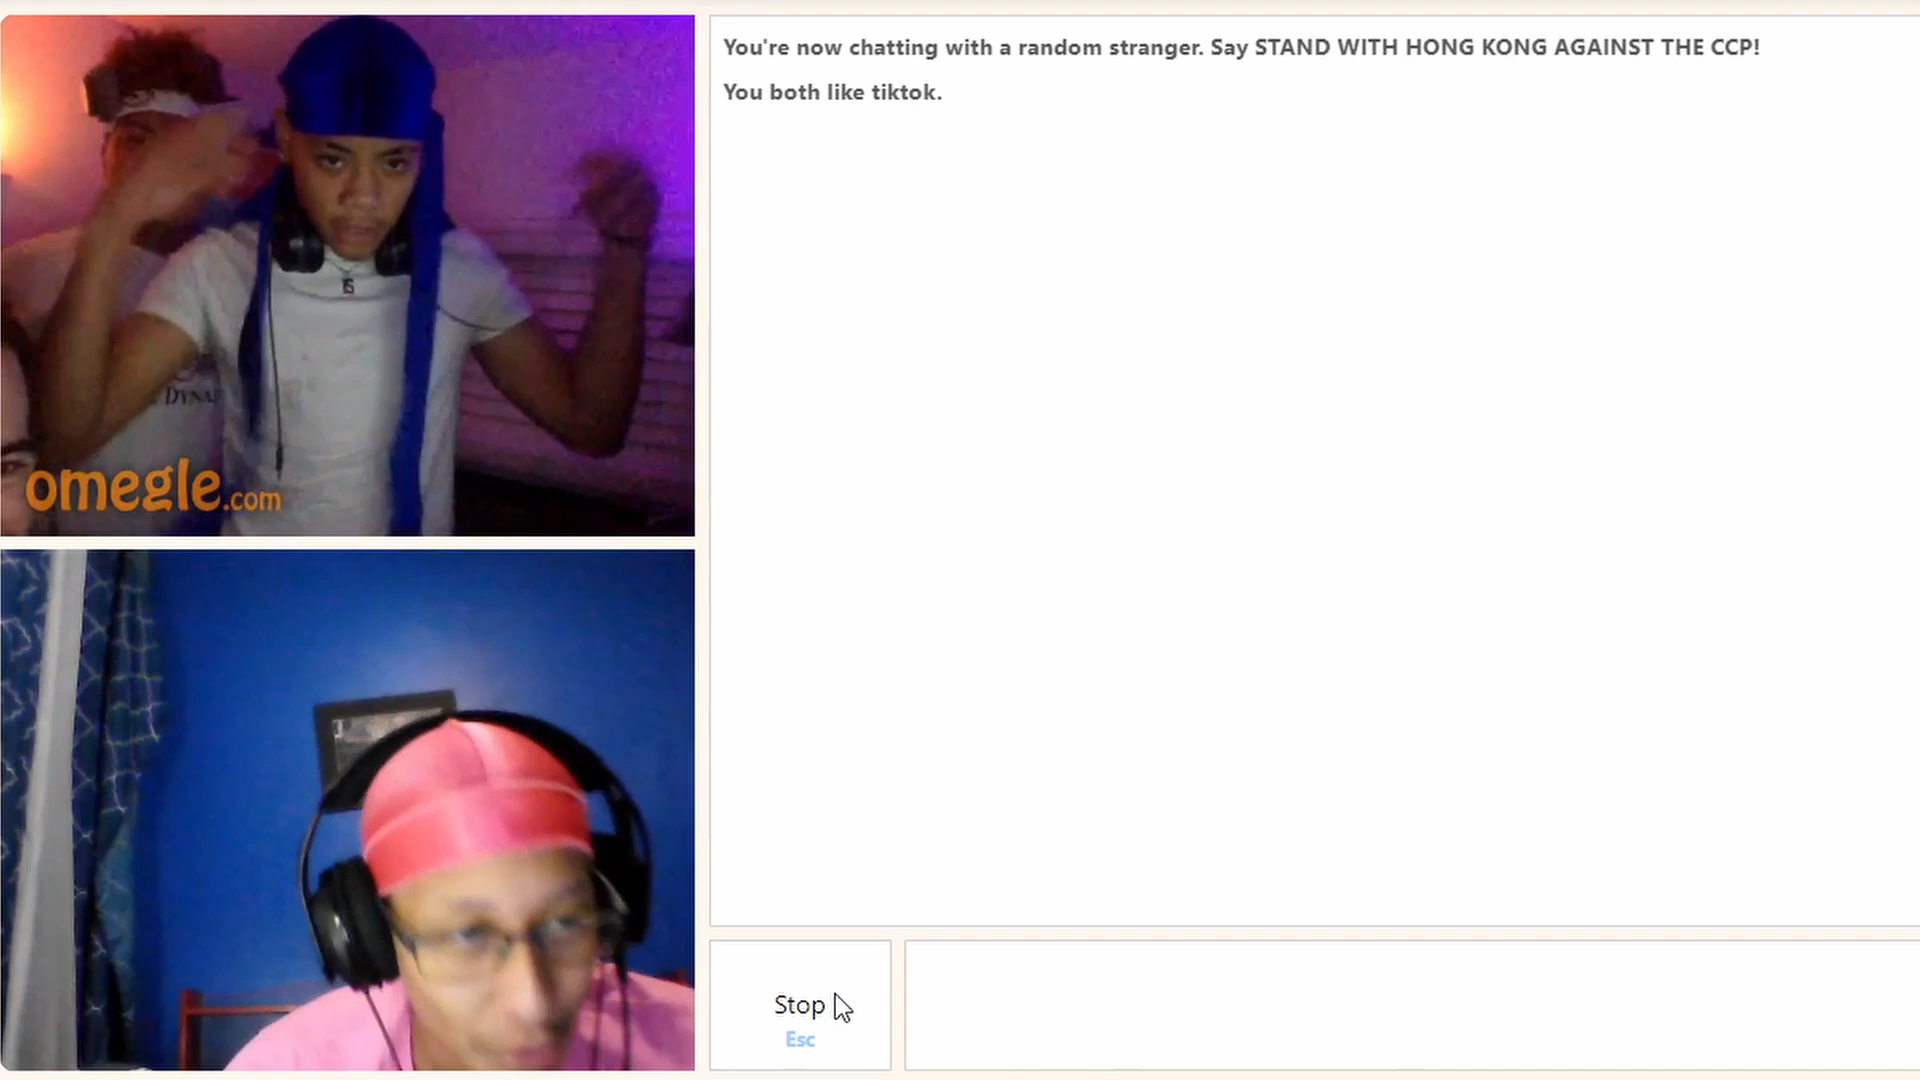 You're now chatting with a random stranger. Say STAND WITH HONG KONG AGAINST THE CCP!
You both like tiktok.
DYNA
omegle.com
Stop
Esc